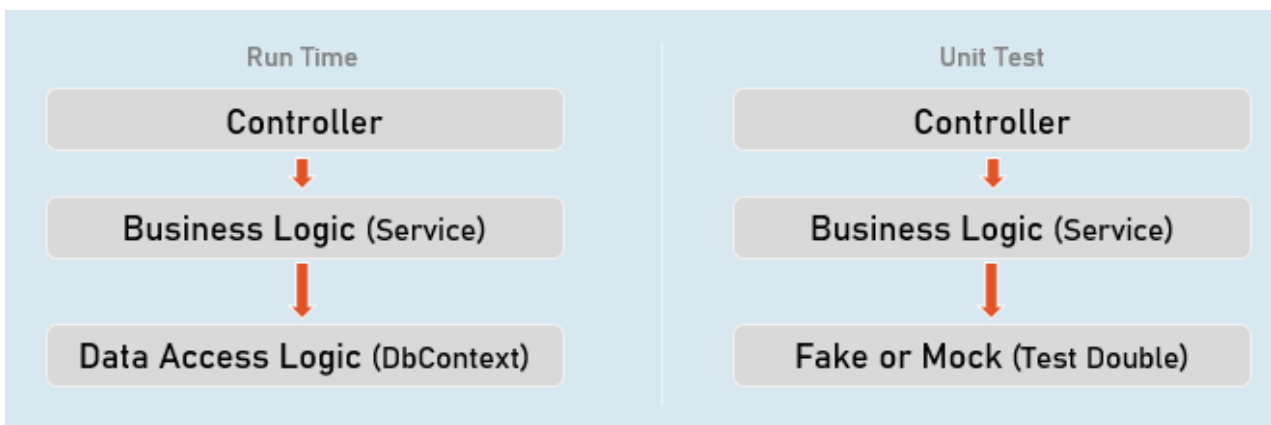 Run Time
Controller
Business Logic (Service)
Data Access Logic (DbContext)
Unit Test
Controller
Business Logic (Service)
Fake or Mock (Test Double)